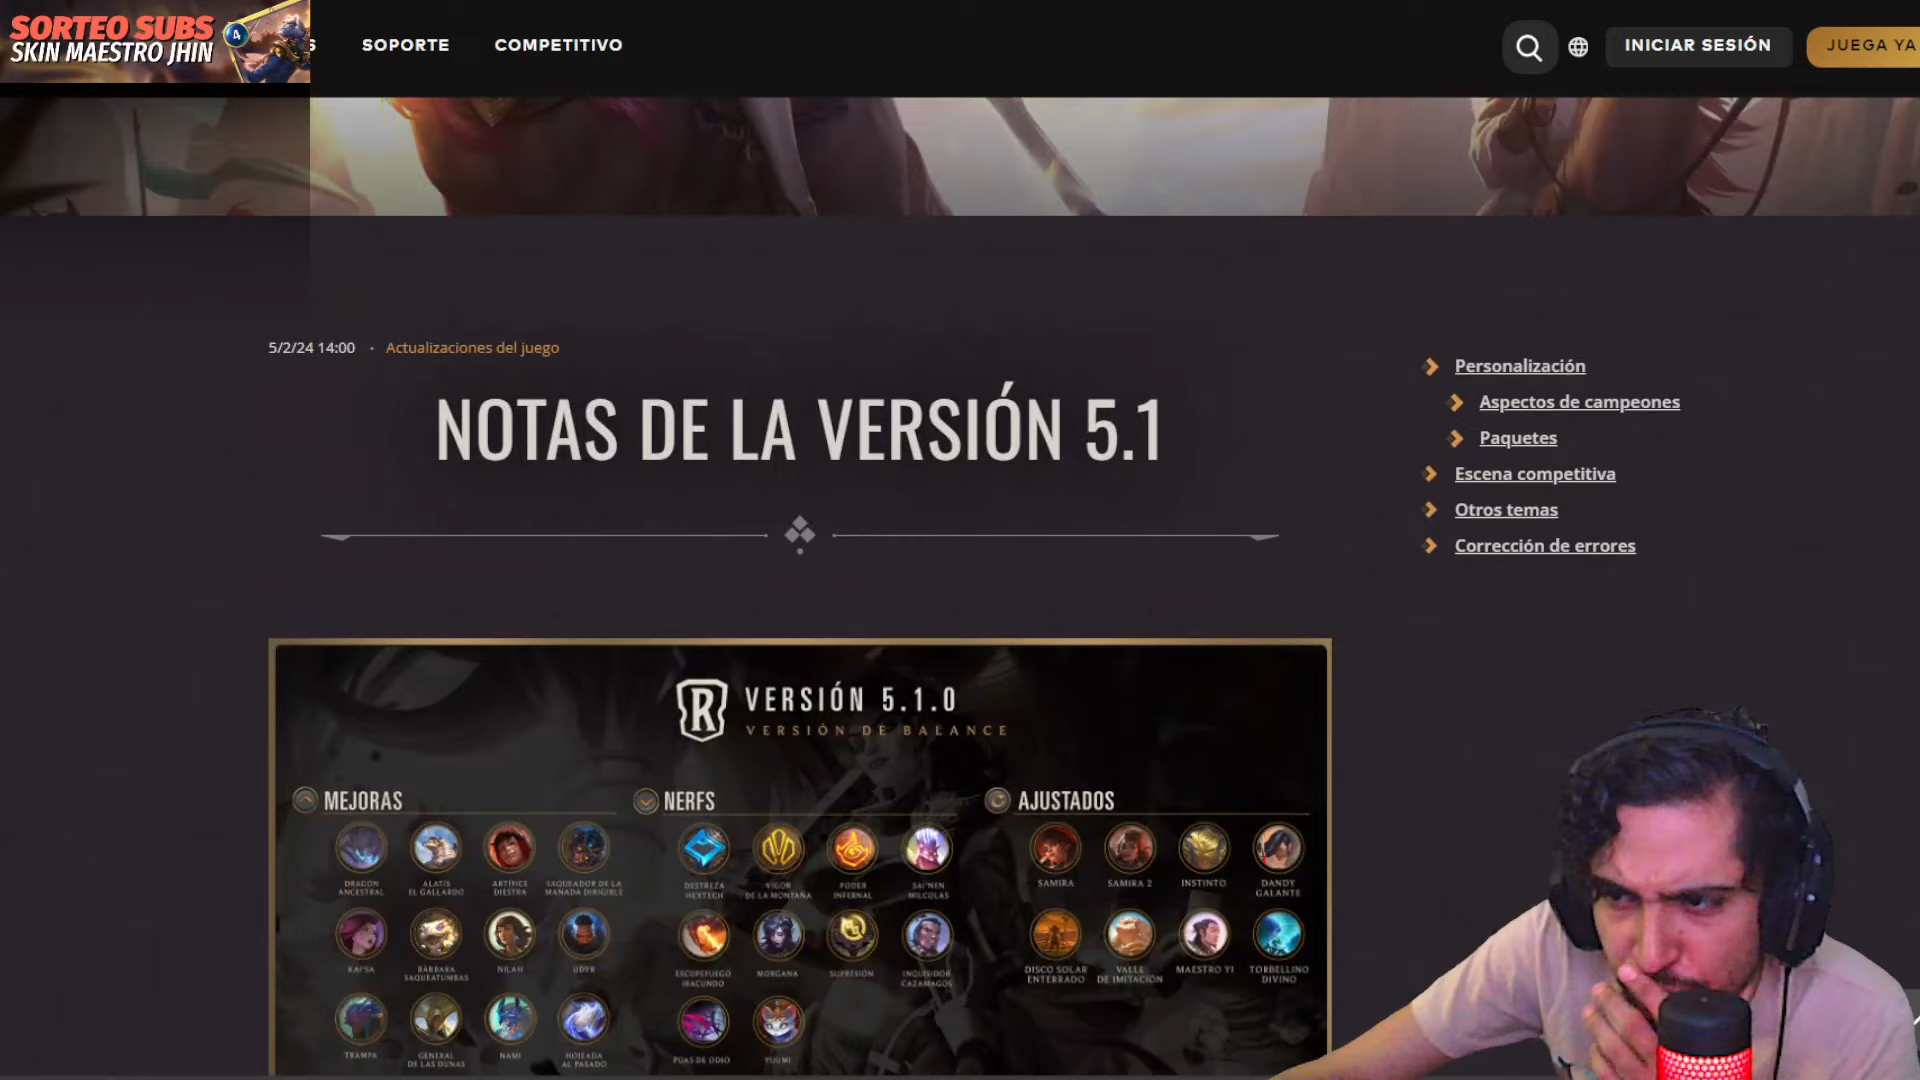 SORTEO SUBS
SKIN MAESTRO JHIN
4
S
SOPORTE
COMPETITIVO
INICIAR SESIÓN
JUEGA YA
5/2/24 14:00 · Actualizaciones del juego
NOTAS DE LA VERSIÓN 5.1
Personalización
Aspectos de campeones
Paquetes
Escena competitiva
Otros temas
Corrección de errores
R
VERSIÓN 5.1.0
VERSIÓN DE BALANCE
MEJORAS
DRAGÓN
ANCESTRAL
ALATIS
EL GALLARDO
ARTÍFICE
DIESTRA
SAQUEADOR DE LA
MANADA DIRIGIBLE
KAI'SA
BÁRBARA
SAQUEATUMBAS
NILAH
UDYR
TRAMPA
GENERAL
DE LAS DUNAS
NAMI
HOJEADA
AL PASADO
NERFS
DESTREZA
HEXTECH
VIGOR
DE LA MONTAÑA
PODER
INFERNAL
SAI'NEN
MILCOLAS
ESCUPEFUEGO
IRACUNDO
MORGANA
SUPRESIÓN
INQUISIDOR
CAZAMAGOS
PÚAS DE ODIO
YUUMI
AJUSTADOS
SAMIRA
SAMIRA 2
INSTINTO
DANDY
GALANTE
DISCO SOLAR
ENTERRADO
VALLE
DE IMITACIÓN
MAESTRO YI
TORBELLINO
DIVINO